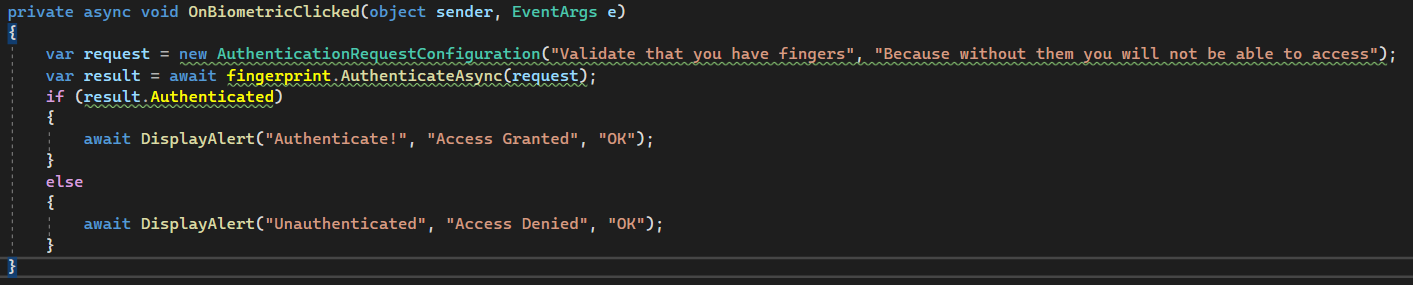 private async void OnBiometricClicked(object sender, EventArgs e)
{
    var request = new AuthenticationRequestConfiguration("Validate that you have fingers", "Because without them you will not be able to access");
    var result = await fingerprint.AuthenticateAsync(request);
    if (result.Authenticated)
    {
        await DisplayAlert("Authenticate!", "Access Granted", "OK");
    }
    else
    {
        await DisplayAlert("Unauthenticated", "Access Denied", "OK");
    }
}